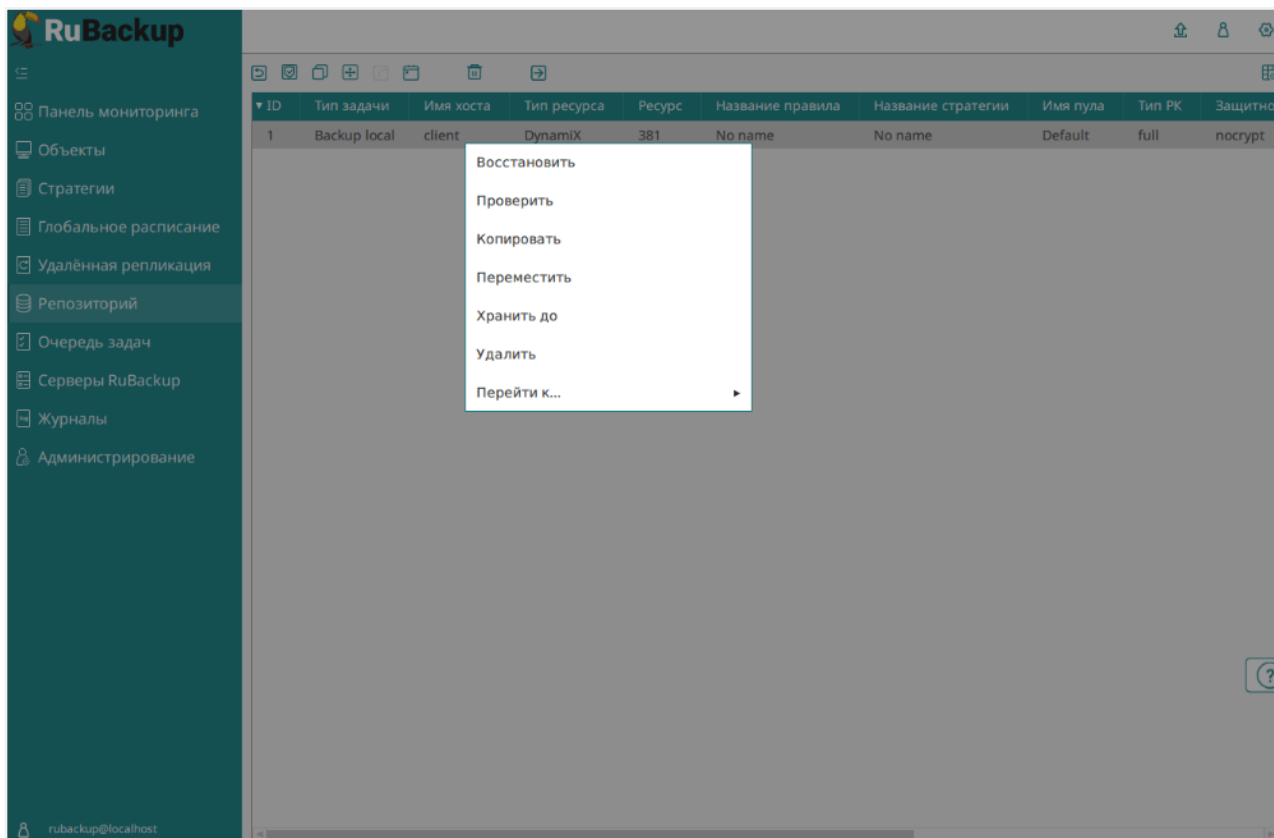 RuBackup
Панель мониторинга
Объекты
Стратегии
Глобальное расписание
Удалённая репликация
Репозиторий
Очередь задач
Серверы RuBackup
Журналы
Администрирование
rubackup@localhost
ID Тип задачи Имя хоста Тип ресурса Ресурс Название правила Название стратегии Имя пула Тип РК Защитно
1 Backup local client DynamiX 381 No name No name Default full nocrypt
Восстановить
Проверить
Копировать
Переместить
Хранить до
Удалить
Перейти к...
?